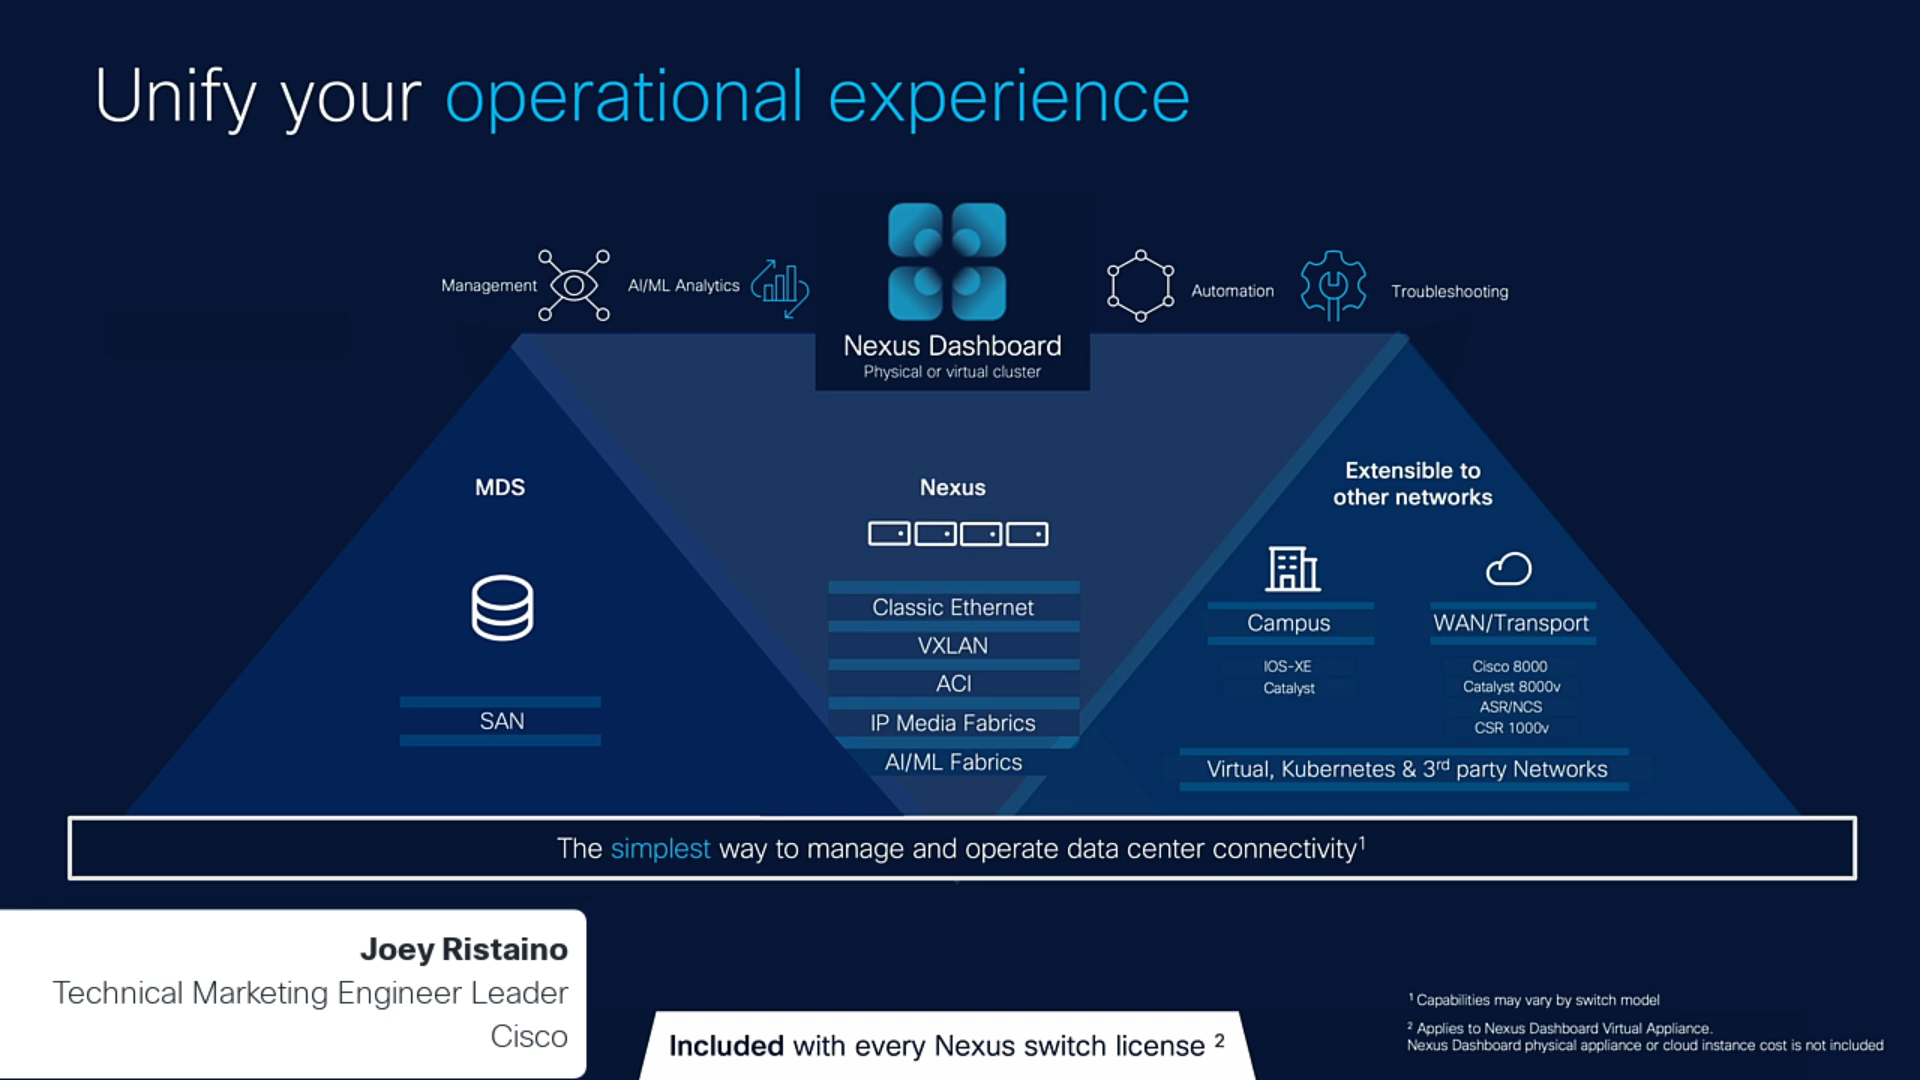 Unify your operational experience
Management
AI/ML Analytics
Automation
Troubleshooting
Nexus Dashboard
Physical or virtual cluster
MDS
SAN
Nexus
Classic Ethernet
VXLAN
ACI
IP Media Fabrics
AI/ML Fabrics
Extensible to
other networks
Campus
IOS-XE
Catalyst
WAN/Transport
Cisco 8000
Catalyst 8000v
ASR/NCS
CSR 1000v
Virtual, Kubernetes & 3rd party Networks
The simplest way to manage and operate data center connectivity¹
Joey Ristaino
Technical Marketing Engineer Leader
Cisco
Included with every Nexus switch license ²
¹ Capabilities may vary by switch model
² Applies to Nexus Dashboard Virtual Appliance.
Nexus Dashboard physical appliance or cloud instance cost is not included